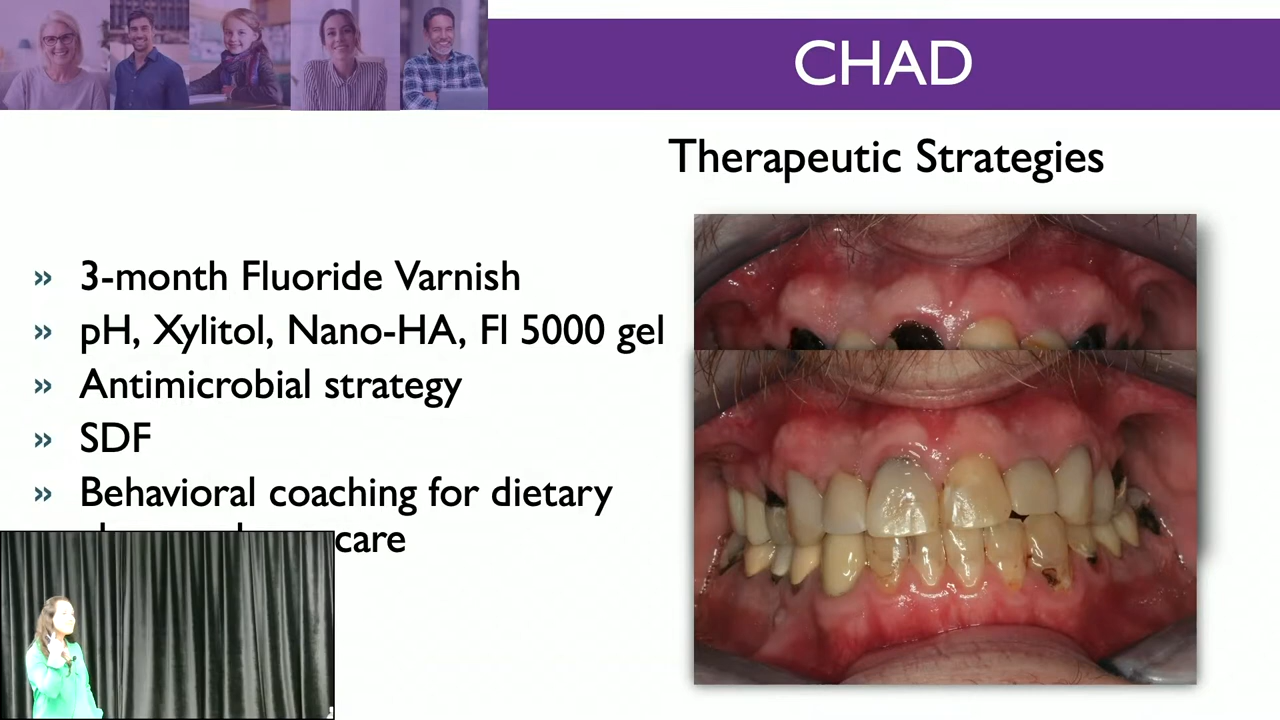 CHAD
Therapeutic Strategies
» 3-month Fluoride Varnish
» pH, Xylitol, Nano-HA, Fl 5000 gel
» Antimicrobial strategy
» SDF
» Behavioral coaching for dietary
care